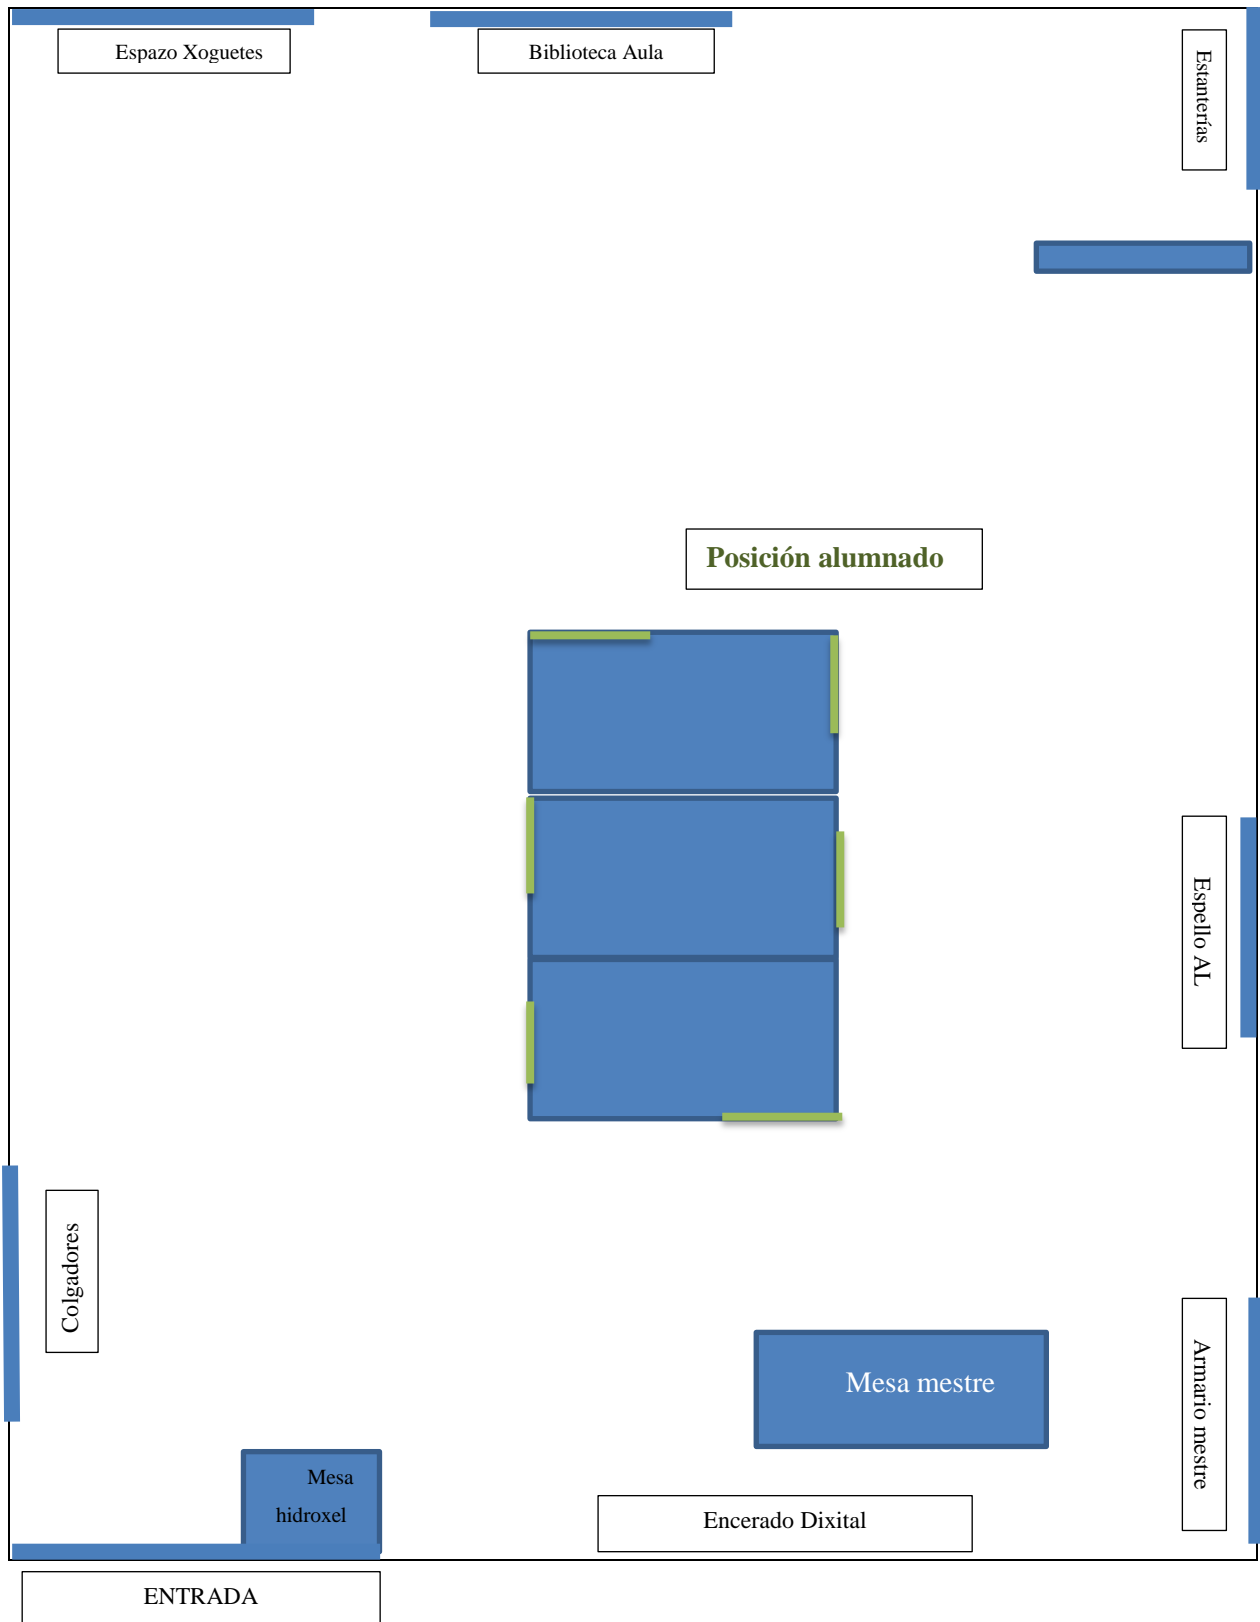 Espazo Xoguetes
Biblioteca Aula
Estanterías
Posición alumnado
Espello AL
Colgadores
Mesa mestre
Armario mestre
Mesa
hidroxel
Encerado Dixital
ENTRADA